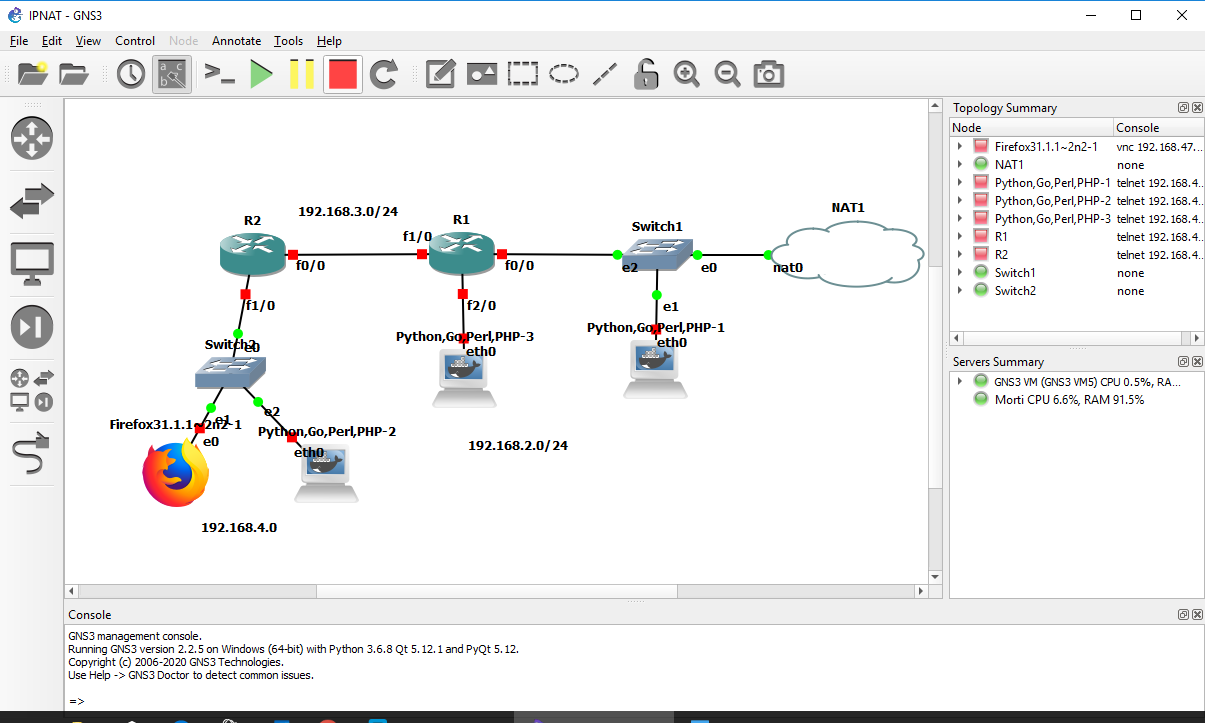 IPNAT - GNS3
File Edit View Control Node Annotate Tools Help
Topology Summary
Node Console
Firefox31.1.1~2n2-1 vnc 192.168.47...
NAT1 none
Python,Go,Perl,PHP-1 telnet 192.168.4...
Python,Go,Perl,PHP-2 telnet 192.168.4...
Python,Go,Perl,PHP-3 telnet 192.168.4...
R1 telnet 192.168.4...
R2 telnet 192.168.4...
Switch1 none
Switch2 none
Servers Summary
GNS3 VM (GNS3 VM5) CPU 0.5%, RA...
Morti CPU 6.6%, RAM 91.5%
NAT1
192.168.3.0/24
R2
R1
Switch1
f1/0
f0/0
f0/0
e2
e0
nat0
f1/0
f2/0
e1
Python,Go,Perl,PHP-1
Python,Go,Perl,PHP-3
eth0
eth0
Switch2
e0
e1
e2
Firefox31.1.1~2n2-1
Python,Go,Perl,PHP-2
e0
eth0
192.168.2.0/24
192.168.4.0
Console
GNS3 management console.
Running GNS3 version 2.2.5 on Windows (64-bit) with Python 3.6.8 Qt 5.12.1 and PyQt 5.12.
Copyright (c) 2006-2020 GNS3 Technologies.
Use Help -> GNS3 Doctor to detect common issues.
=>